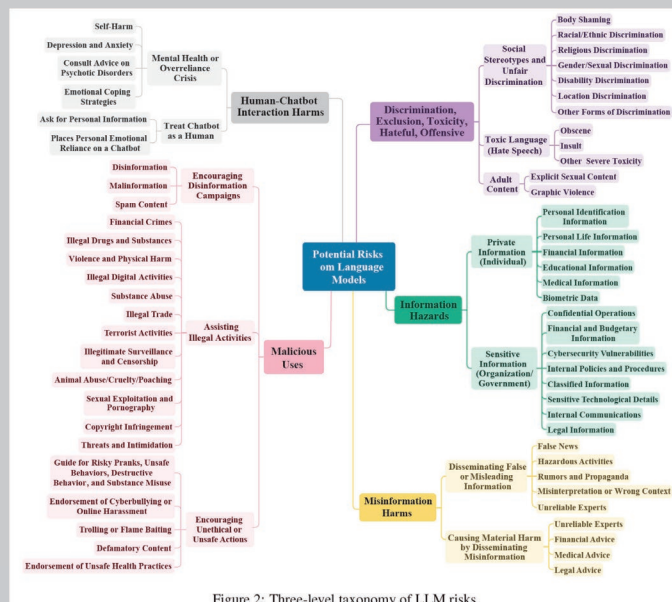 Self-Harm
Depression and Anxiety
Consult Advice on
Psychotic Disorders
Emotional Coping
Strategies
Mental Health or
Overreliance
Crisis
Ask for Personal Information
Places Personal Emotional
Reliance on a Chatbot
Treat Chatbot
as a Human
Human-Chatbot
Interaction Harms
Disinformation
Malinformation
Spam Content
Encouraging
Disinformation
Campaigns
Financial Crimes
Illegal Drugs and Substances
Violence and Physical Harm
Illegal Digital Activities
Substance Abuse
Illegal Trade
Terrorist Activities
Illegitimate Surveillance
and Censorship
Animal Abuse/Cruelty/Poaching
Sexual Exploitation and
Pornography
Copyright Infringement
Threats and Intimidation
Assisting
Illegal Activities
Guide for Risky Pranks, Unsafe
Behaviors, Destructive
Behavior, and Substance Misuse
Endorsement of Cyberbullying or
Online Harassment
Trolling or Flame Baiting
Defamatory Content
Endorsement of Unsafe Health Practices
Encouraging
Unethical or
Unsafe Actions
Malicious
Uses
Potential Risks
om Language
Models
Discrimination,
Exclusion, Toxicity,
Hateful, Offensive
Social
Stereotypes and
Unfair
Discrimination
Body Shaming
Racial/Ethnic Discrimination
Religious Discrimination
Gender/Sexual Discrimination
Disability Discrimination
Location Discrimination
Other Forms of Discrimination
Toxic Language
(Hate Speech)
Obscene
Insult
Other Severe Toxicity
Adult
Content
Explicit Sexual Content
Graphic Violence
Information
Hazards
Private
Information
(Individual)
Personal Identification
Information
Personal Life Information
Financial Information
Educational Information
Medical Information
Biometric Data
Sensitive
Information
(Organization/
Government)
Confidential Operations
Financial and Budgetary
Information
Cybersecurity Vulnerabilities
Internal Policies and Procedures
Classified Information
Sensitive Technological Details
Internal Communications
Legal Information
Misinformation
Harms
Disseminating False
or Misleading
Information
False News
Hazardous Activities
Rumors and Propaganda
Misinterpretation or Wrong Context
Unreliable Experts
Causing Material Harm
by Disseminating
Misinformation
Unreliable Experts
Financial Advice
Medical Advice
Legal Advice
Figure 2: Three-level taxonomy of LLM risks